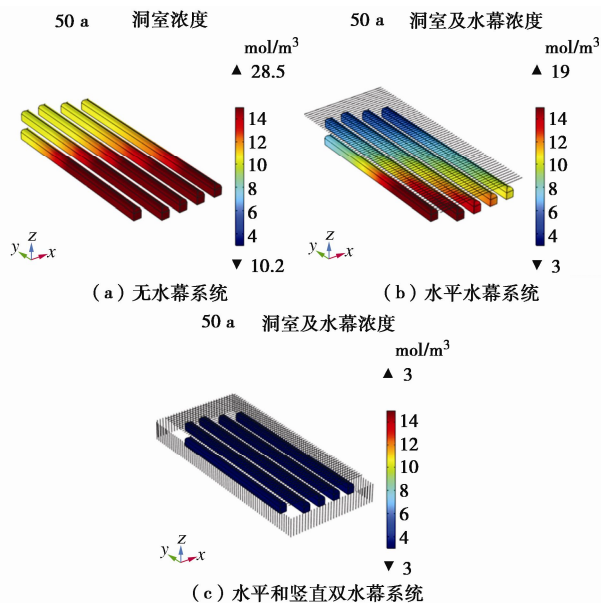 50 a 洞室浓度
mol/m³
▲ 28.5
14
12
10
8
6
4
▼ 10.2
z
y
x
(a)无水幕系统
50 a 洞室及水幕浓度
mol/m³
▲ 19
14
12
10
8
6
4
▼ 3
z
y
x
(b)水平水幕系统
50 a 洞室及水幕浓度
mol/m³
▲ 3
14
12
10
8
6
4
▼ 3
z
y
x
(c)水平和竖直双水幕系统